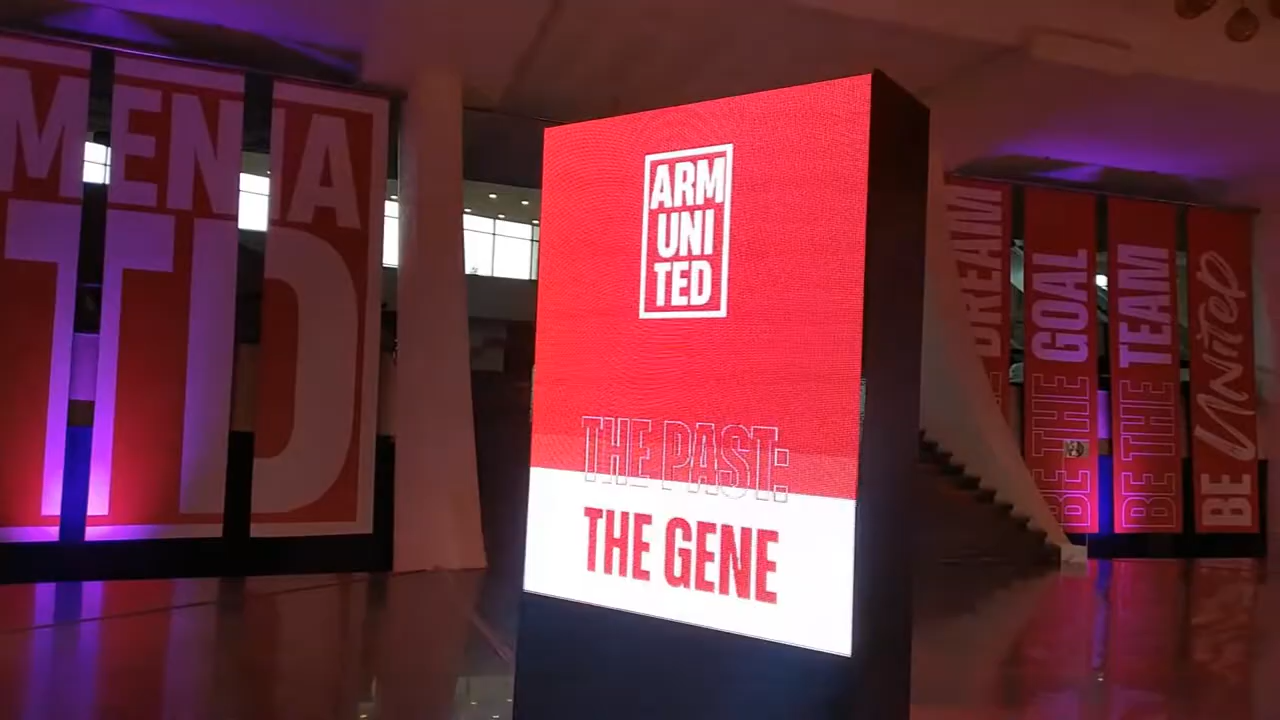 MENIA
TD
ARM
UNI
TED
THE PAST:
THE GENE
DREAM
BE THE GOAL
BE THE TEAM
BE UNITED